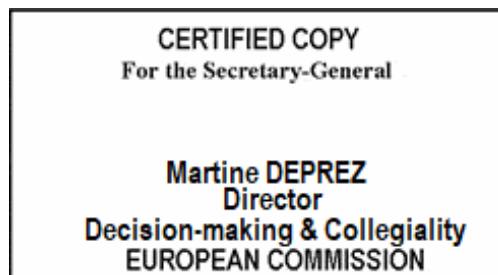 CERTIFIED COPY
For the Secretary-General
Martine DEPREZ
Director
Decision-making & Collegiality
EUROPEAN COMMISSION